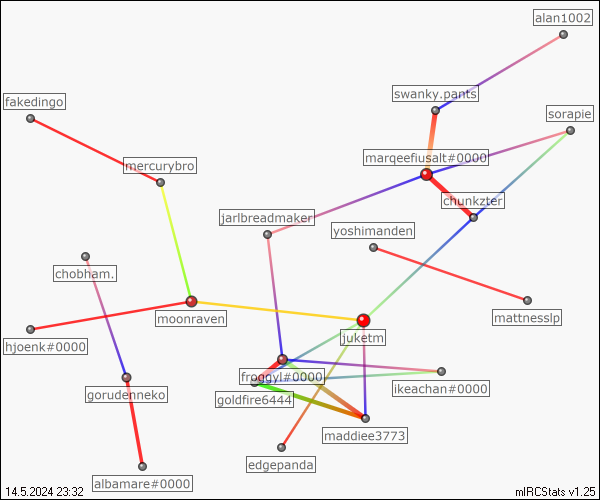 alan1002
swanky.pants
fakedingo
sorapie
marqeefiusalt#0000
mercurybro
chunkzter
jarlbreadmaker
yoshimanden
chobham.
moonraven
mattnesslp
juketm
hjoenk#0000
froggyl#0000
ikeachan#0000
gorudenneko
goldfire6444
maddiee3773
edgepanda
albamare#0000
14.5.2024 23:32
mIRCStats v1.25